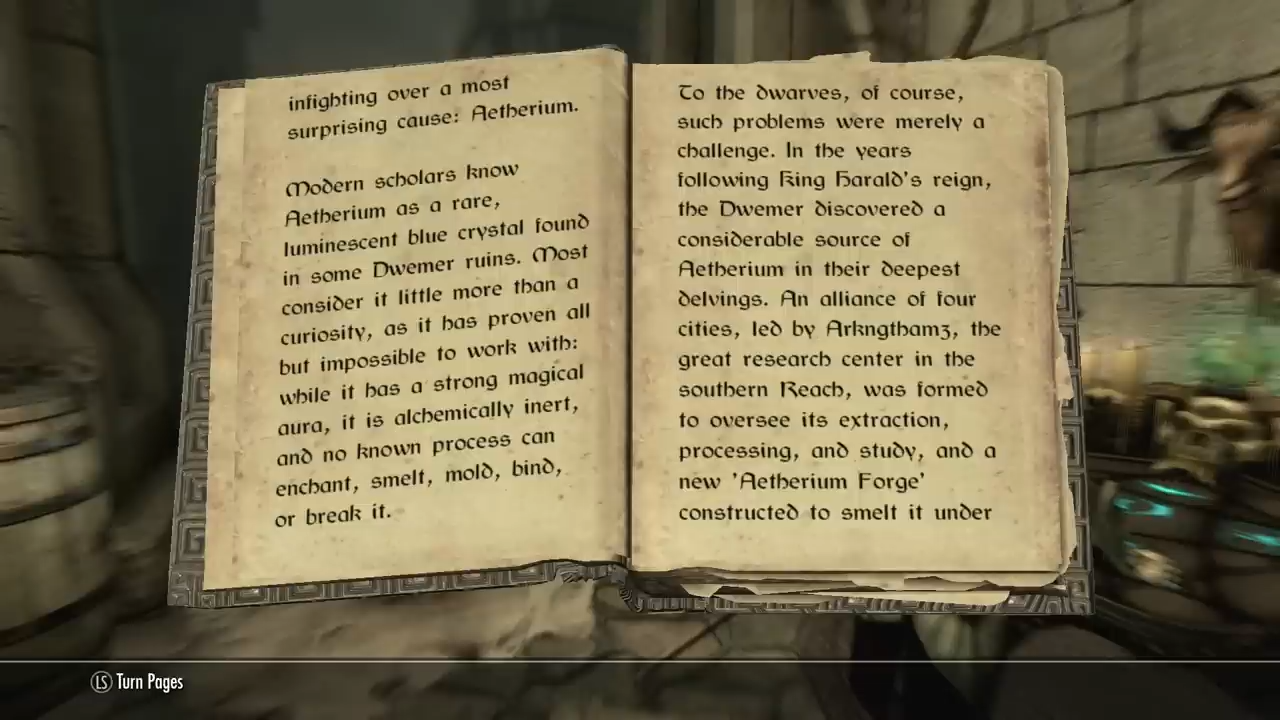 infighting over a most
surprising cause: Aetherium.
Modern scholars know
Aetherium as a rare,
luminescent blue crystal found
in some Dwemer ruins. Most
consider it little more than a
curiosity, as it has proven all
but impossible to work with:
while it has a strong magical
aura, it is alchemically inert,
and no known process can
enchant, smelt, mold, bind,
or break it.
To the dwarves, of course,
such problems were merely a
challenge. In the years
following King Harald's reign,
the Dwemer discovered a
considerable source of
Aetherium in their deepest
delvings. An alliance of four
cities, led by Arkngthamz, the
great research center in the
southern Reach, was formed
to oversee its extraction,
processing, and study, and a
new 'Aetherium Forge'
constructed to smelt it under
LS Turn Pages